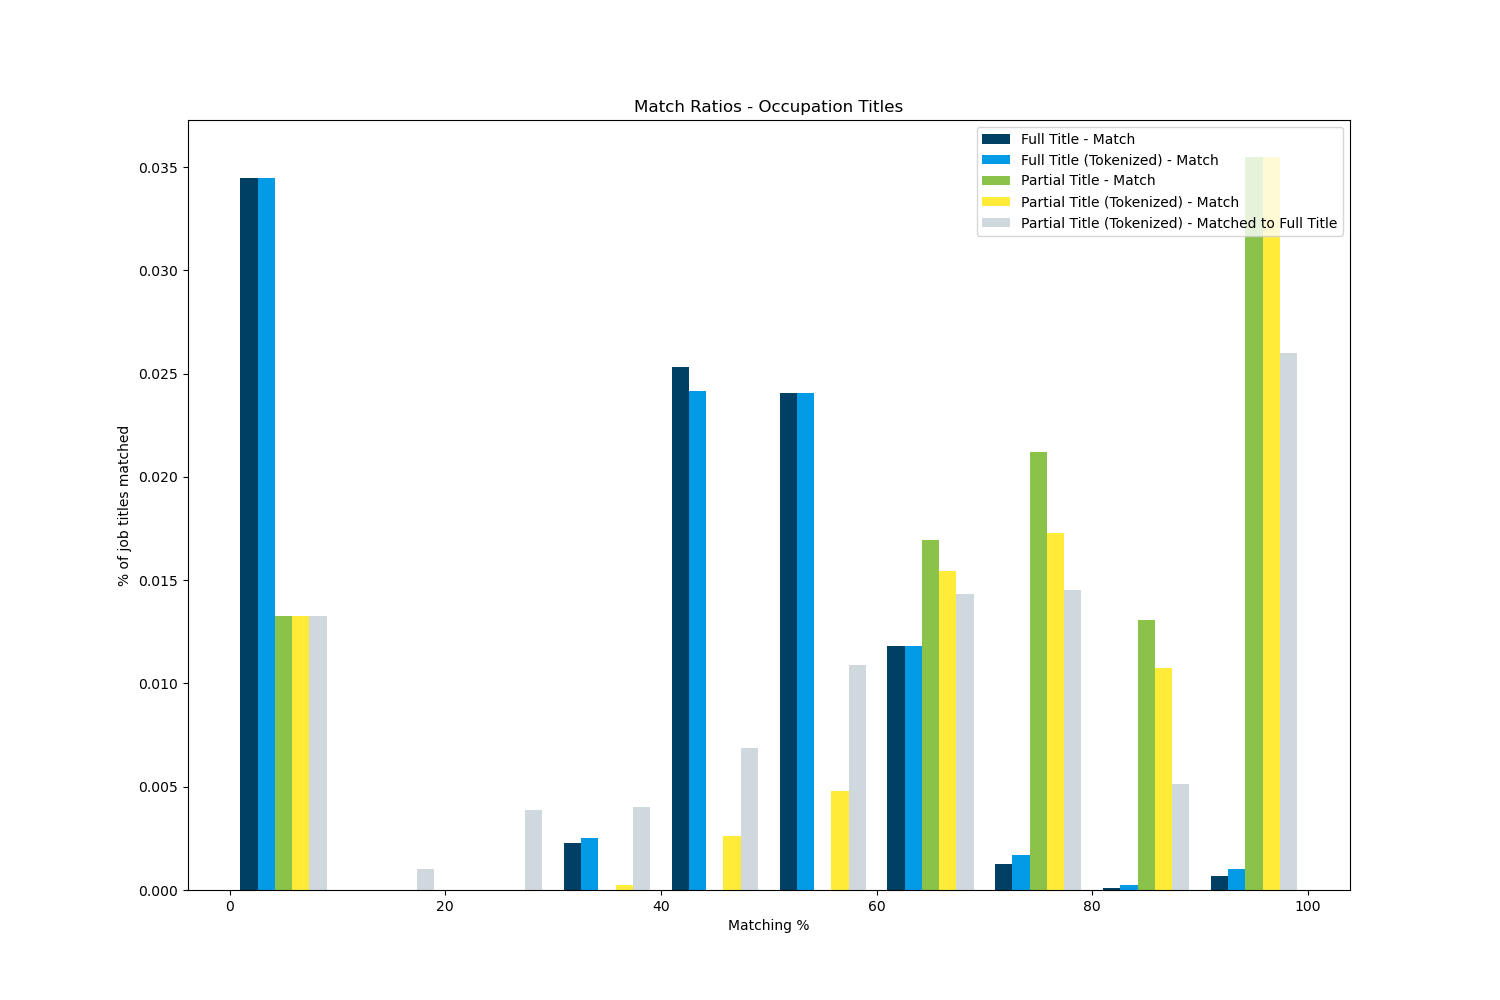 Match Ratios - Occupation Titles
Full Title - Match
Full Title (Tokenized) - Match
Partial Title - Match
Partial Title (Tokenized) - Match
Partial Title (Tokenized) - Matched to Full Title
% of job titles matched
0.035
0.030
0.025
0.020
0.015
0.010
0.005
0.000
0 20 40 60 80 100
Matching %